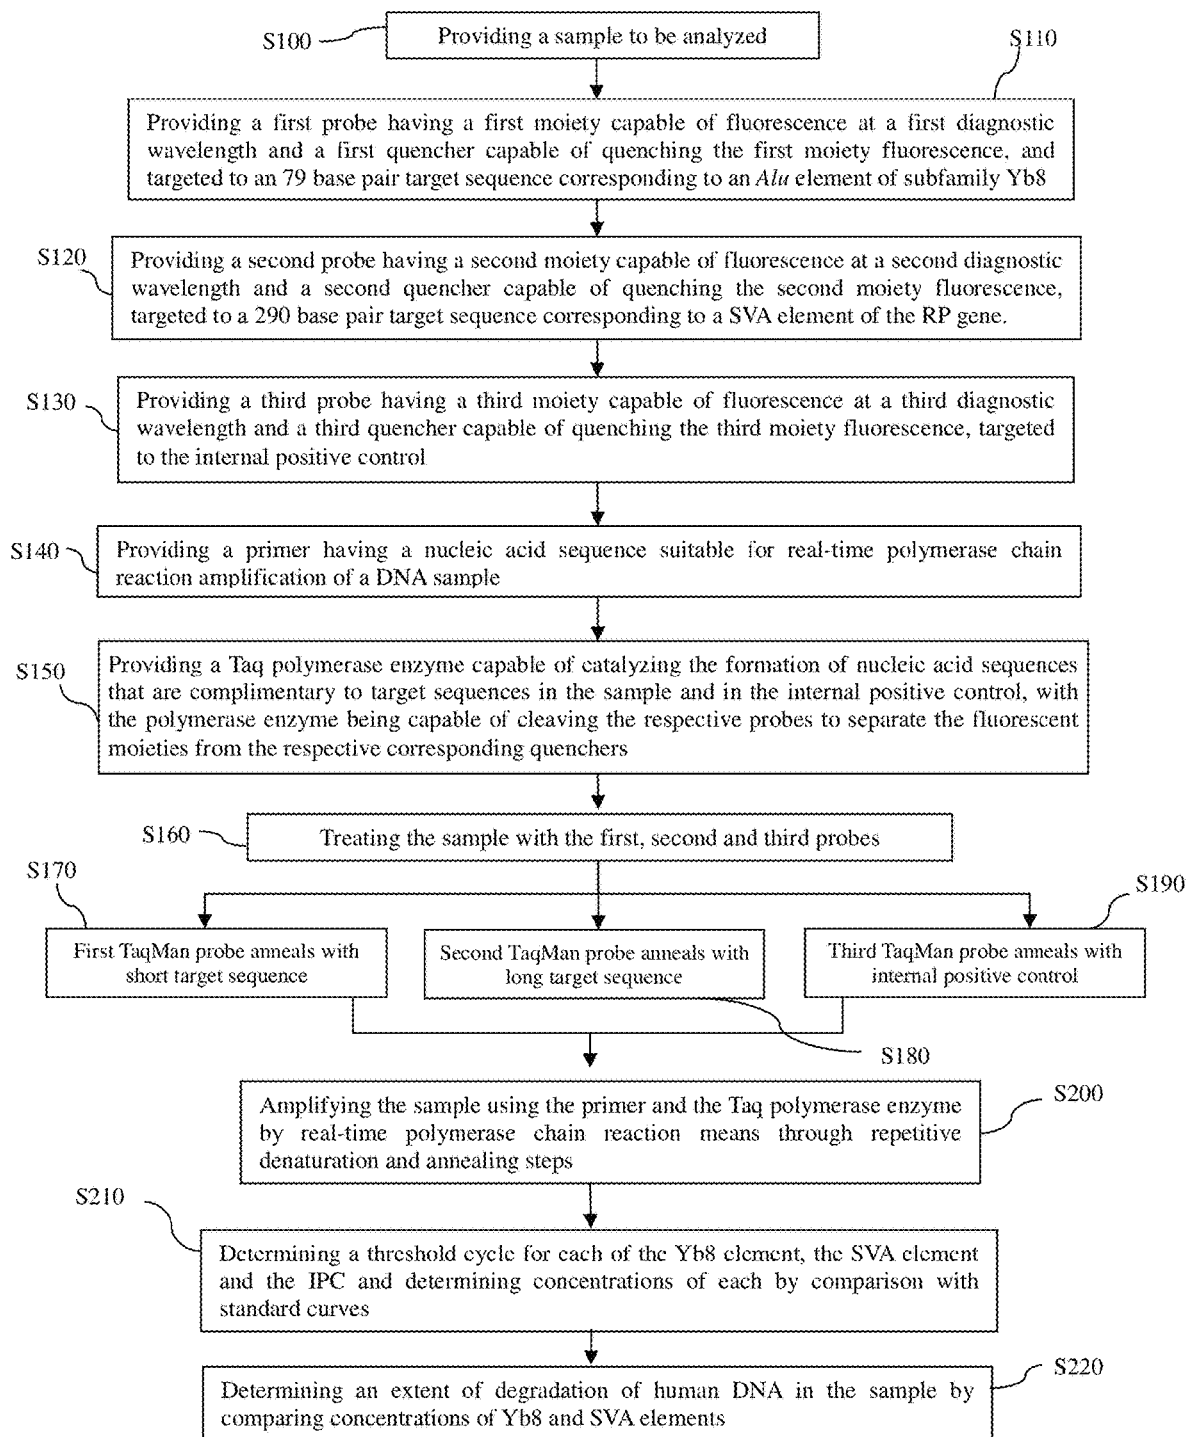 S100
Providing a sample to be analyzed
S110
Providing a first probe having a first moiety capable of fluorescence at a first diagnostic
wavelength and a first quencher capable of quenching the first moiety fluorescence, and
targeted to an 79 base pair target sequence corresponding to an Alu element of subfamily Yb8
S120
Providing a second probe having a second moiety capable of fluorescence at a second diagnostic
wavelength and a second quencher capable of quenching the second moiety fluorescence,
targeted to a 290 base pair target sequence corresponding to a SVA element of the RP gene.
S130
Providing a third probe having a third moiety capable of fluorescence at a third diagnostic
wavelength and a third quencher capable of quenching the third moiety fluorescence, targeted
to the internal positive control
S140
Providing a primer having a nucleic acid sequence suitable for real-time polymerase chain
reaction amplification of a DNA sample
S150
Providing a Taq polymerase enzyme capable of catalyzing the formation of nucleic acid sequences
that are complimentary to target sequences in the sample and in the internal positive control, with
the polymerase enzyme being capable of cleaving the respective probes to separate the fluorescent
moieties from the respective corresponding quenchers
S160
Treating the sample with the first, second and third probes
S170
S190
First TaqMan probe anneals with
short target sequence
Second TaqMan probe anneals with
long target sequence
Third TaqMan probe anneals with
internal positive control
S180
S200
Amplifying the sample using the primer and the Taq polymerase enzyme
by real-time polymerase chain reaction means through repetitive
denaturation and annealing steps
S210
Determining a threshold cycle for each of the Yb8 element, the SVA element
and the IPC and determining concentrations of each by comparison with
standard curves
S220
Determining an extent of degradation of human DNA in the sample by
comparing concentrations of Yb8 and SVA elements